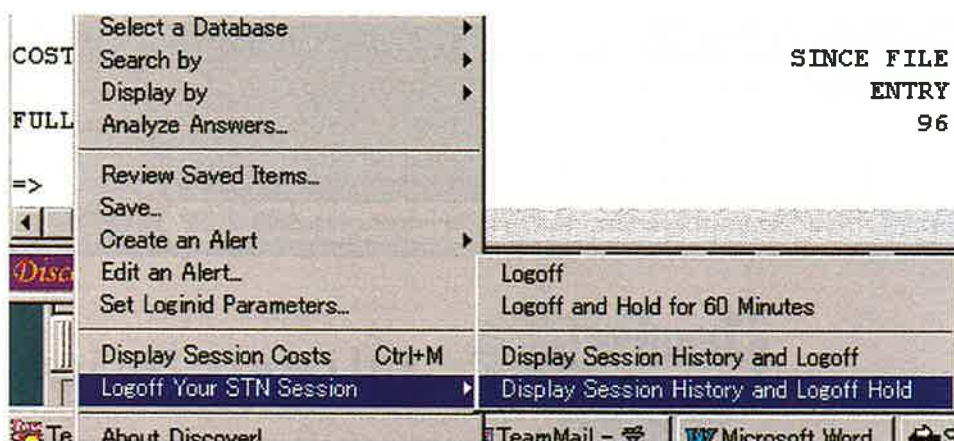 Select a Database
COST
Search by
SINCE FILE
Display by
ENTRY
FULL
Analyze Answers...
96
Review Saved Items...
=>
Save...
Create an Alert
Disc
Edit an Alert...
Logoff
Set Loginid Parameters...
Logoff and Hold for 60 Minutes
Display Session Costs Ctrl+M
Display Session History and Logoff
Logoff Your STN Session
Display Session History and Logoff Hold
Te
About Discover!
TeamMail -
Microsoft Word